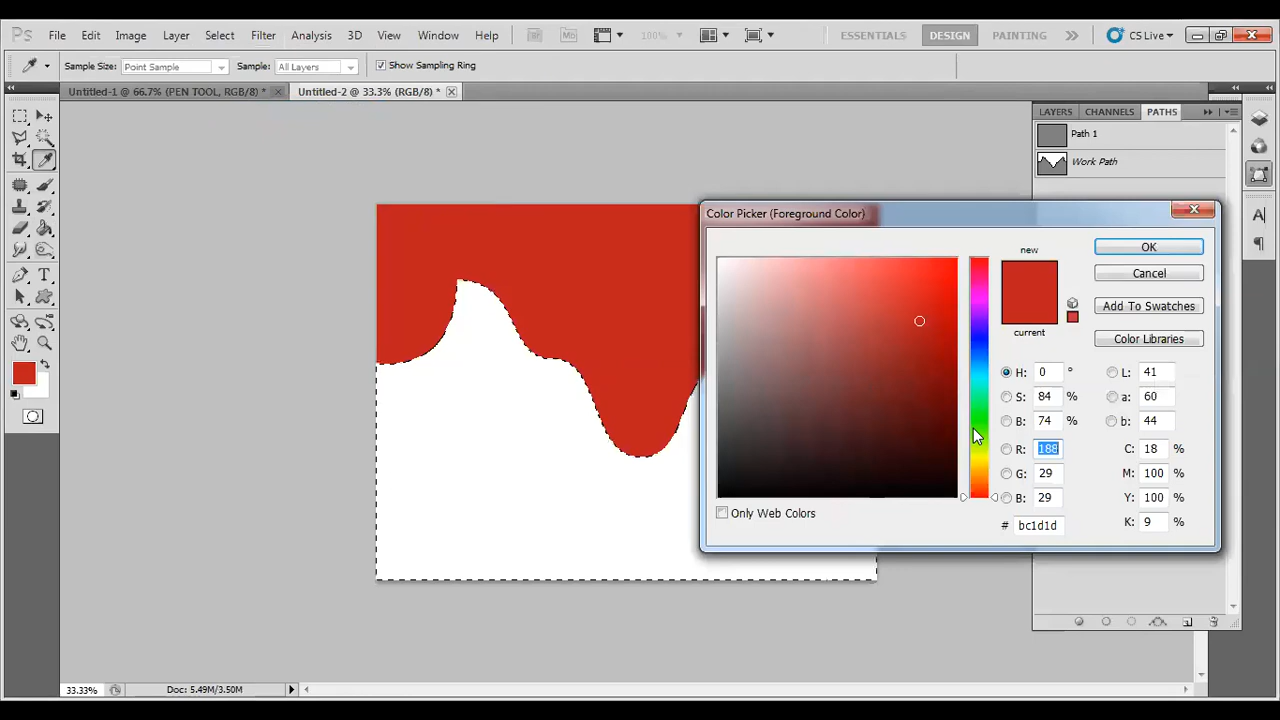 Ps File Edit Image Layer Select Filter Analysis 3D View Window Help Br Mb 100% ESSENTIALS DESIGN PAINTING CS Live
Sample Size: Point Sample Sample: All Layers Show Sampling Ring
Untitled-1 @ 66.7% (PEN TOOL, RGB/8) * Untitled-2 @ 33.3% (RGB/8) *
LAYERS CHANNELS PATHS
Path 1
Work Path
Color Picker (Foreground Color)
new
OK
Cancel
Add To Swatches
current
Color Libraries
H: 0 ° L: 41
S: 84 % a: 60
B: 74 % b: 44
R: 188 C: 18 %
G: 29 M: 100 %
B: 29 Y: 100 %
Only Web Colors
# bc1d1d K: 9 %
33.33% Doc: 5.49M/3.50M